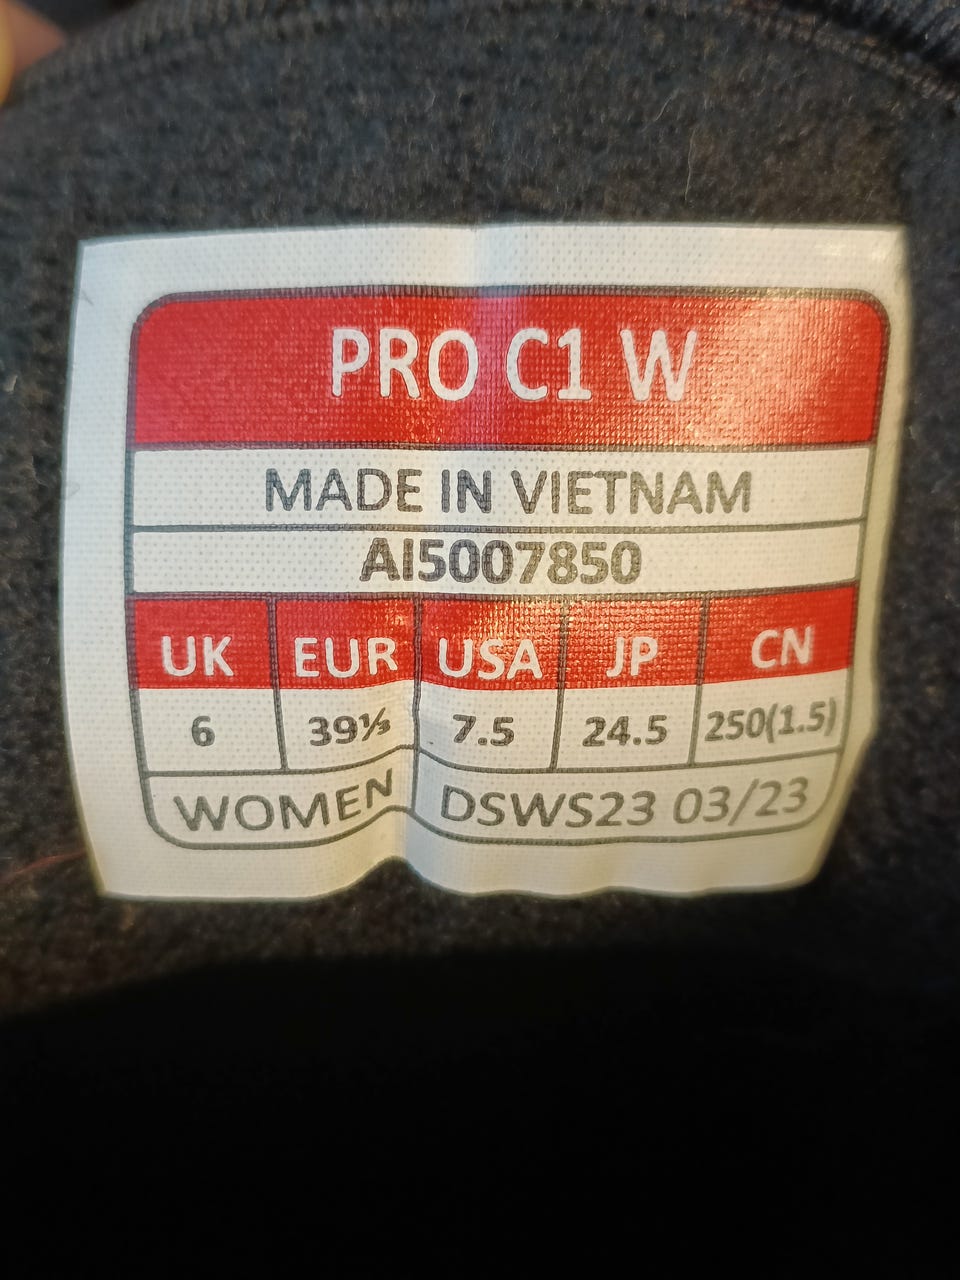 PRO C1 W
MADE IN VIETNAM
AI5007850
UK EUR USA JP CN
6 39⅓ 7.5 24.5 250(1.5)
WOMEN DSWS23 03/23